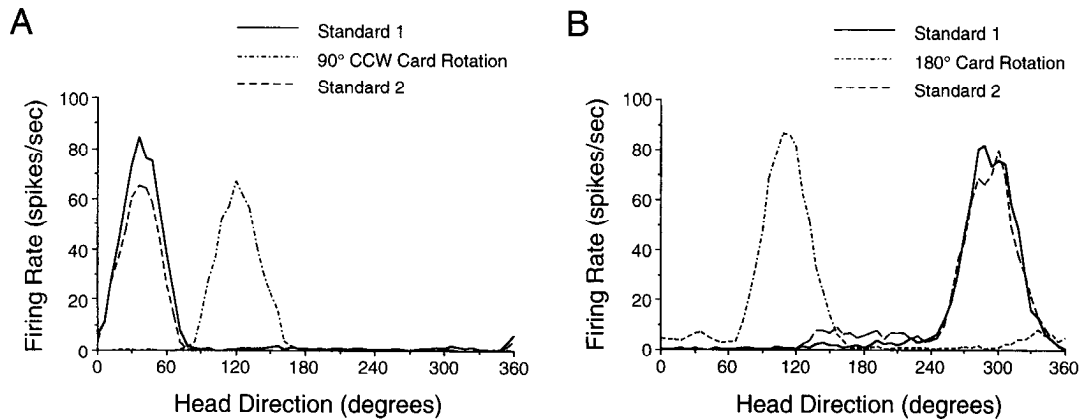 A
Standard 1
90° CCW Card Rotation
Standard 2
Firing Rate (spikes/sec)
100
80
60
40
20
0
0 60 120 180 240 300 360
Head Direction (degrees)
B
Standard 1
180° Card Rotation
Standard 2
Firing Rate (spikes/sec)
100
80
60
40
20
0
0 60 120 180 240 300 360
Head Direction (degrees)